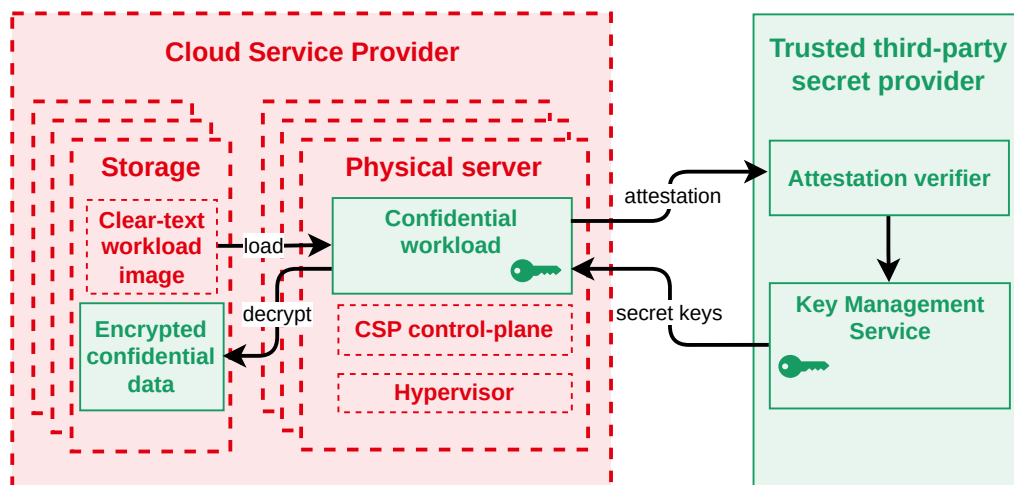 Cloud Service Provider
Storage
Clear-text
workload
image
Encrypted
confidential
data
load
decrypt
Physical server
Confidential
workload
CSP control-plane
Hypervisor
attestation
secret keys
Trusted third-party
secret provider
Attestation verifier
Key Management
Service